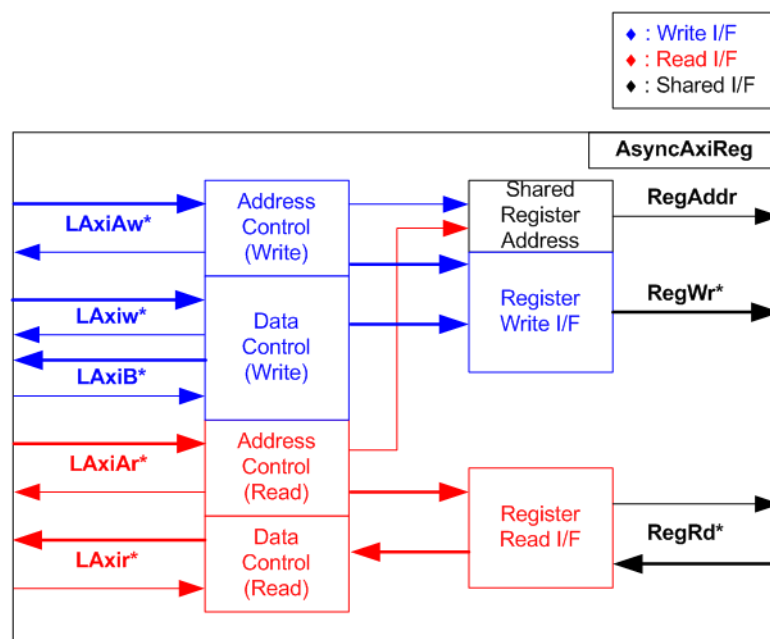 ♦ : Write I/F
♦ : Read I/F
♦ : Shared I/F
AsyncAxiReg
LAxiAw*
Address
Control
(Write)
Shared
Register
Address
RegAddr
LAxiw*
LAxiB*
Data
Control
(Write)
Register
Write I/F
RegWr*
LAxiAr*
Address
Control
(Read)
LAxir*
Data
Control
(Read)
Register
Read I/F
RegRd*